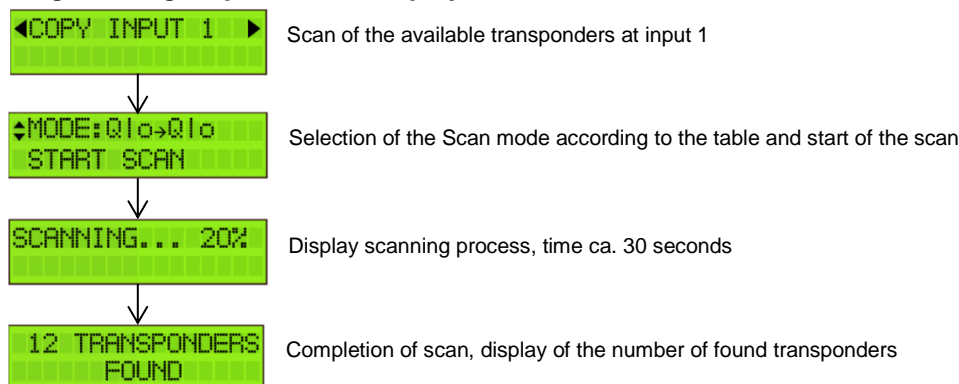 ◀COPY INPUT 1 ▶
Scan of the available transponders at input 1
MODE:Qlo→Qlo
START SCAN
Selection of the Scan mode according to the table and start of the scan
SCANNING... 20%
Display scanning process, time ca. 30 seconds
12 TRANSPONDERS
FOUND
Completion of scan, display of the number of found transponders